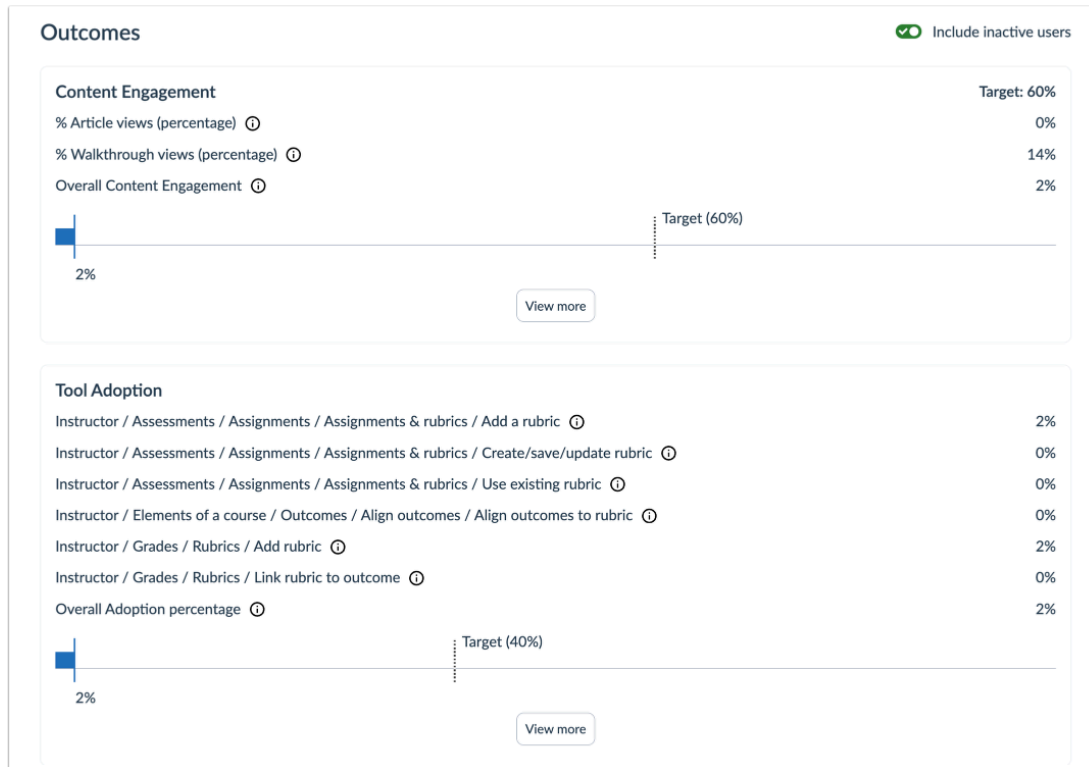 Outcomes
Include inactive users
Content Engagement
Target: 60%
% Article views (percentage)
0%
% Walkthrough views (percentage)
14%
Overall Content Engagement
2%
Target (60%)
2%
View more
Tool Adoption
Instructor / Assessments / Assignments / Assignments & rubrics / Add a rubric
2%
Instructor / Assessments / Assignments / Assignments & rubrics / Create/save/update rubric
0%
Instructor / Assessments / Assignments / Assignments & rubrics / Use existing rubric
0%
Instructor / Elements of a course / Outcomes / Align outcomes / Align outcomes to rubric
0%
Instructor / Grades / Rubrics / Add rubric
2%
Instructor / Grades / Rubrics / Link rubric to outcome
0%
Overall Adoption percentage
2%
Target (40%)
2%
View more